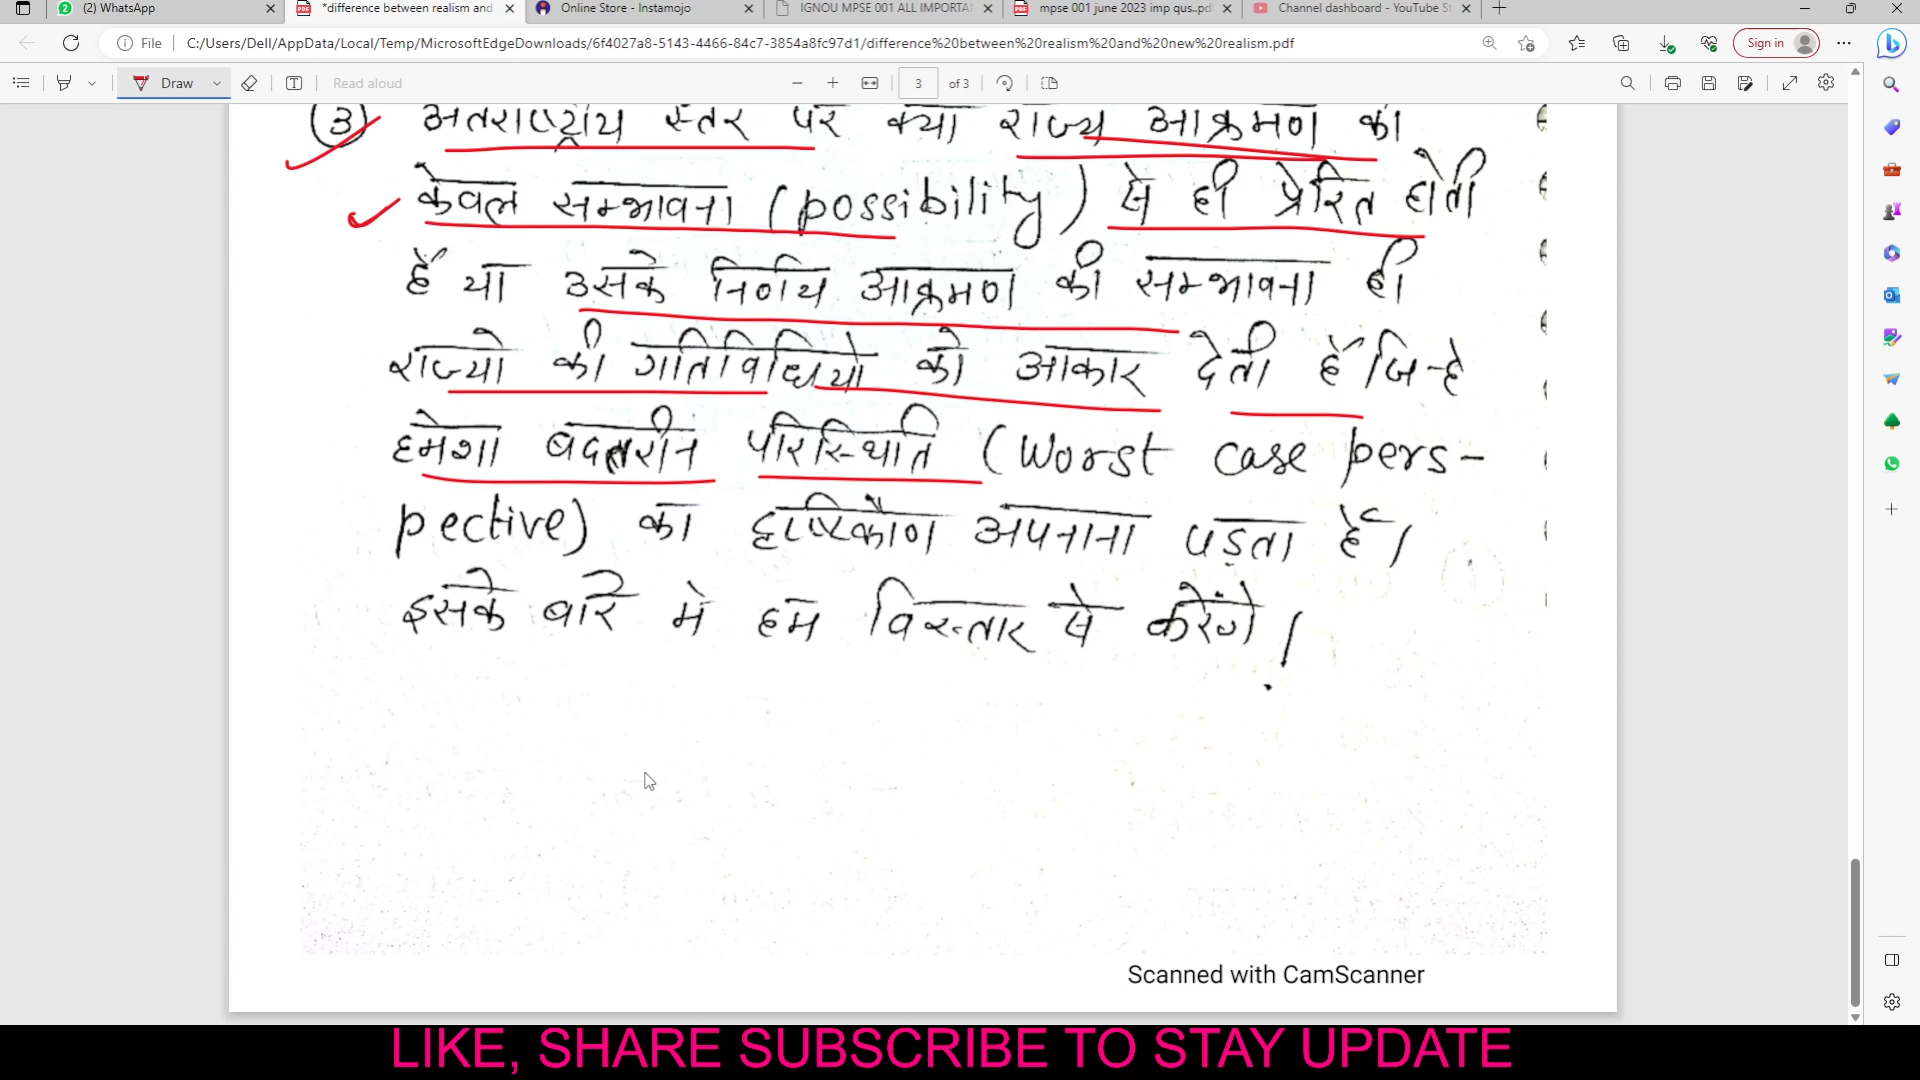 (2) WhatsApp
*difference between realism and
Online Store - Instamojo
IGNOU MPSE 001 ALL IMPORTAN
mpse 001 june 2023 imp qus..pdf
Channel dashboard - YouTube St
File
C:/Users/Dell/AppData/Local/Temp/MicrosoftEdgeDownloads/6f4027a8-5143-4466-84c7-3854a8fc97d1/difference%20between%20realism%20and%20new%20realism.pdf
Sign in
Draw
Read aloud
3 of 3
(3) अंतराष्ट्रीय स्तर पर क्या राज्य आक्रमण की
केवल सम्भावना (possibility) से ही प्रेरित होती
हैं या उसके निर्णय आक्रमण की सम्भावना ही
राज्यो की गतिविधियो को आकार देती हैं जिन्हे
हमेशा बदतरीन परिस्थिति (Worst case pers-
pective) का दृष्टिकोण अपनाना पड़ता हैं।
इसके बारे मे हम विस्तार से करेंगे।
Scanned with CamScanner
LIKE, SHARE SUBSCRIBE TO STAY UPDATE